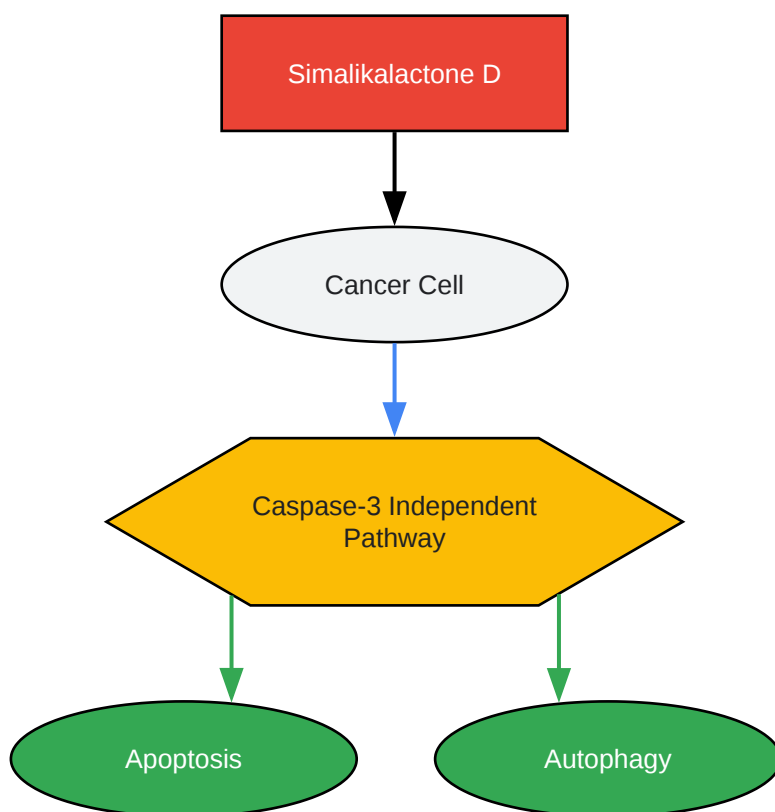 Simalikalactone D
Cancer Cell
Caspase-3 Independent
Pathway
Apoptosis
Autophagy